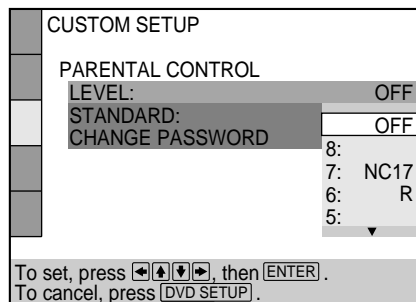 CUSTOM SETUP
PARENTAL CONTROL
LEVEL: OFF
STANDARD: OFF
CHANGE PASSWORD
8:
7: NC17
6: R
5:
To set, press ←↑↓→, then ENTER.
To cancel, press DVD SETUP.